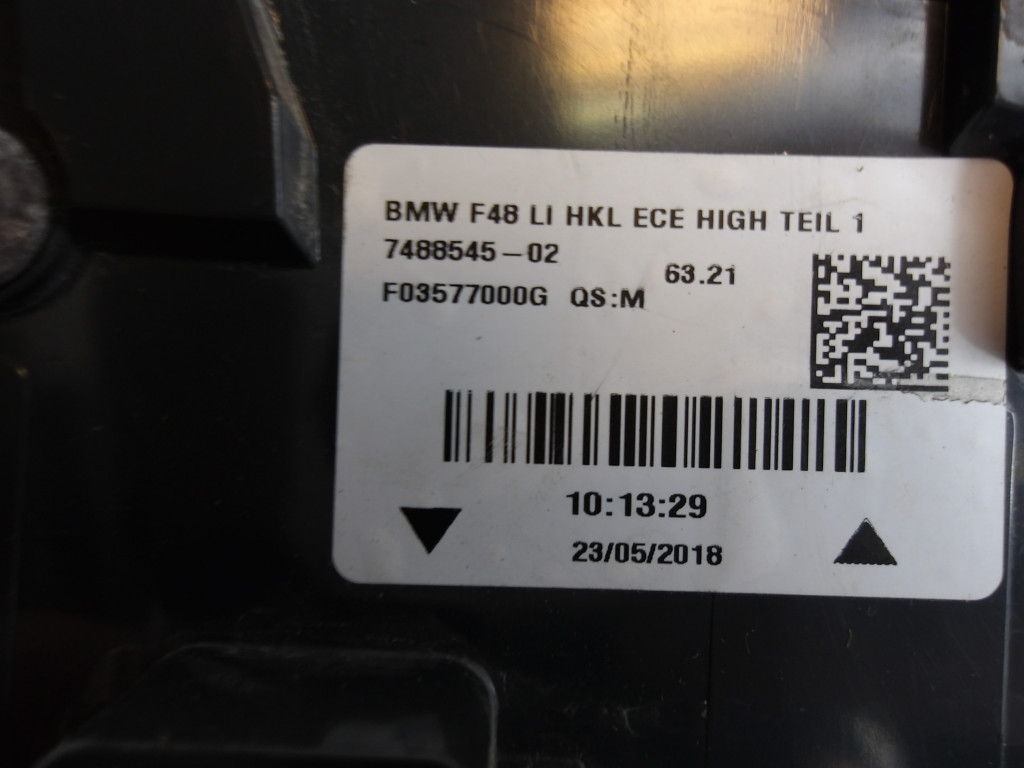 BMW F48 LI HKL ECE HIGH TEIL 1
7488545-02
63.21
F03577000G QS:M
10:13:29
23/05/2018